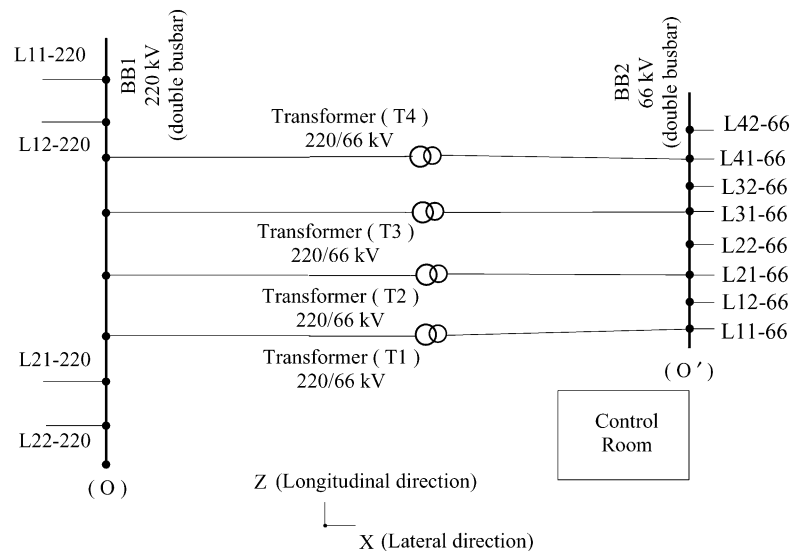 L11-220
L12-220
BB1
220 kV
(double busbar)
Transformer ( T4 )
220/66 kV
Transformer ( T3 )
220/66 kV
Transformer ( T2 )
220/66 kV
Transformer ( T1 )
220/66 kV
BB2
66 kV
(double busbar)
L42-66
L41-66
L32-66
L31-66
L22-66
L21-66
L12-66
L11-66
( O′ )
L21-220
L22-220
( O )
Control
Room
Z (Longitudinal direction)
X (Lateral direction)